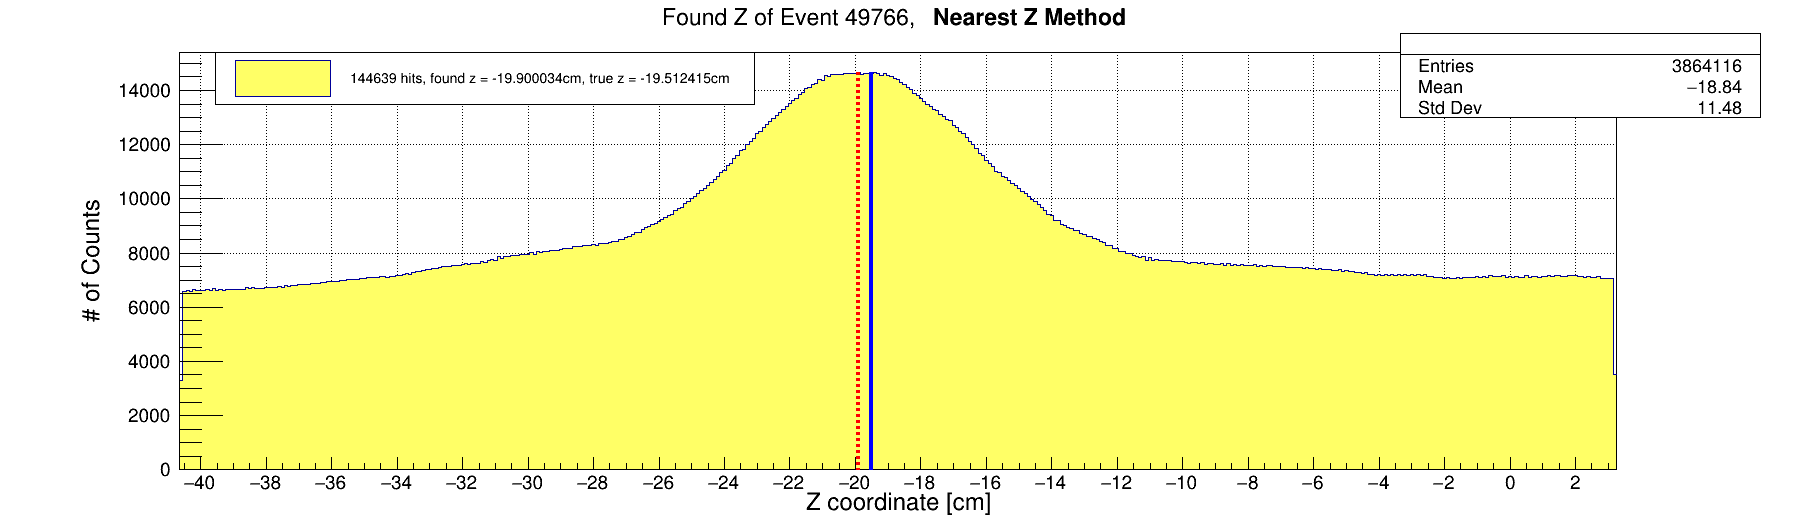 Found Z of Event 49766, Nearest Z Method
144639 hits, found z = -19.900034cm, true z = -19.512415cm
Entries 3864116
Mean −18.84
Std Dev 11.48
# of Counts
14000
12000
10000
8000
6000
4000
2000
0
−40 −38 −36 −34 −32 −30 −28 −26 −24 −22 −20 −18 −16 −14 −12 −10 −8 −6 −4 −2 0 2
Z coordinate [cm]